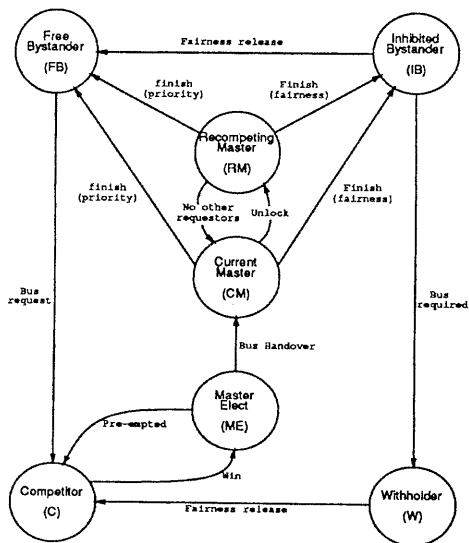 Free
Bystander
(FB)
Fairness release
Inhibited
Bystander
(IB)
finish
(priority)
Finish
(fairness)
Recompeting
Master
(RM)
finish
(priority)
No other
requestors
Unlock
Finish
(fairness)
Current
Master
(CM)
Bus
request
Bus
required
Bus Handover
Master
Elect
(ME)
Pre-empted
Win
Competitor
(C)
Fairness release
Withholder
(W)